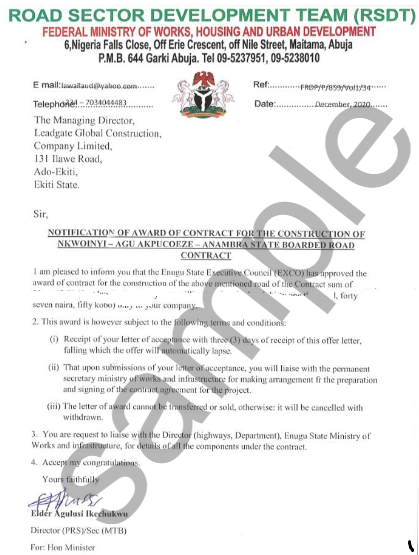 ROAD SECTOR DEVELOPMENT TEAM (RSDT)
FEDERAL MINISTRY OF WORKS, HOUSING AND URBAN DEVELOPMENT
6,Nigeria Falls Close, Off Erie Crescent, off Nile Street, Maitama, Abuja
P.M.B. 644 Garki Abuja. Tel 09-5237951, 09-5238010
E mail:lawalfaud@yahoo.com
Ref: FRDP/P/859/Vol1/34
Telephone: 234 - 7034044483
Date: December, 2020
The Managing Director,
Leadgate Global Construction,
Company Limited,
131 Ilawe Road,
Ado-Ekiti,
Ekiti State.
Sir,
NOTIFICATION OF AWARD OF CONTRACT FOR THE CONSTRUCTION OF
NKWOINYI – AGU AKPUCOEZE – ANAMBRA STATE BOARDED ROAD
CONTRACT
I am pleased to inform you that the Enugu State Executive Council (EXCO) has approved the
award of contract for the construction of the above mentioned road of the Contract sum of
forty
seven naira, fifty kobo) only to your company.
2. This award is however subject to the following terms and conditions:
(i) Receipt of your letter of acceptance with three (3) days of receipt of this offer letter,
failing which the offer will automatically lapse.
(ii) That upon submissions of your letter of acceptance, you will liaise with the permanent
secretary ministry of works and infrastructure for making arrangement fr the preparation
and signing of the contract agreement for the project.
(iii) The letter of award cannot be transferred or sold, otherwise: it will be cancelled with
withdrawn.
3. You are request to liaise with the Director (highways, Department), Enugu State Ministry of
Works and infrastructure, for details of all the components under the contract.
4. Accept my congratulations.
Yours faithfully
Elder Agulusi Ikechukwu
Director (PRS)/Sec (MTB)
For: Hon Minister
sample